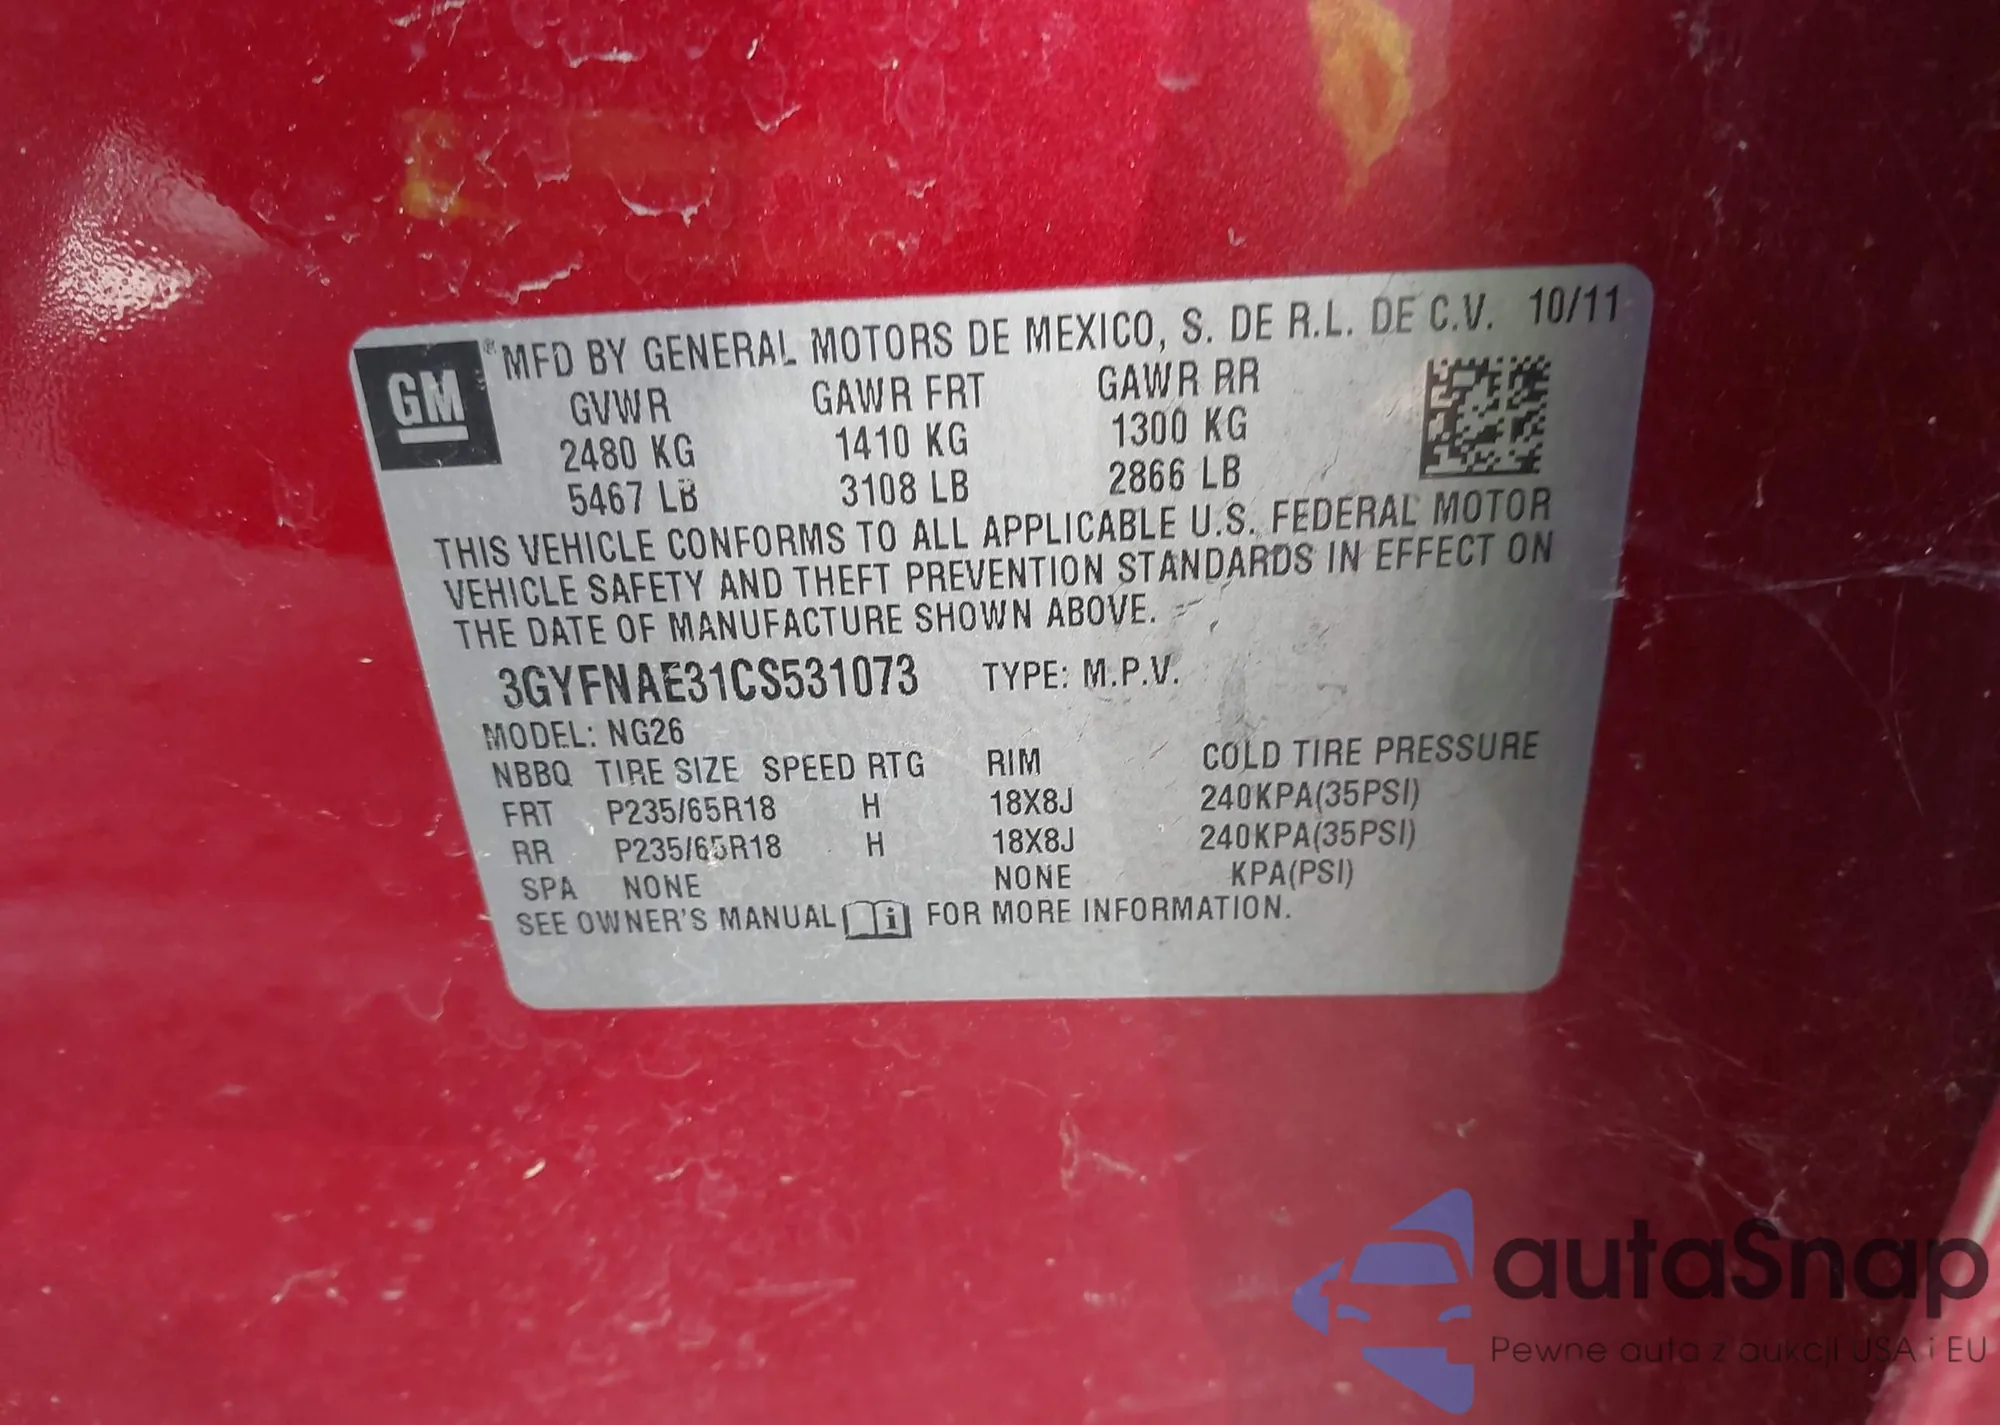 GM
® MFD BY GENERAL MOTORS DE MEXICO, S. DE R.L. DE C.V. 10/11
GVWR GAWR FRT GAWR RR
2480 KG 1410 KG 1300 KG
5467 LB 3108 LB 2866 LB
THIS VEHICLE CONFORMS TO ALL APPLICABLE U.S. FEDERAL MOTOR
VEHICLE SAFETY AND THEFT PREVENTION STANDARDS IN EFFECT ON
THE DATE OF MANUFACTURE SHOWN ABOVE.
3GYFNAE31CS531073 TYPE: M.P.V.
MODEL: NG26
NBBQ TIRE SIZE SPEED RTG RIM COLD TIRE PRESSURE
FRT P235/65R18 H 18X8J 240KPA(35PSI)
RR P235/65R18 H 18X8J 240KPA(35PSI)
SPA NONE NONE KPA(PSI)
SEE OWNER'S MANUAL i FOR MORE INFORMATION.
autaSnap
Pewne auta z aukcji USA i EU